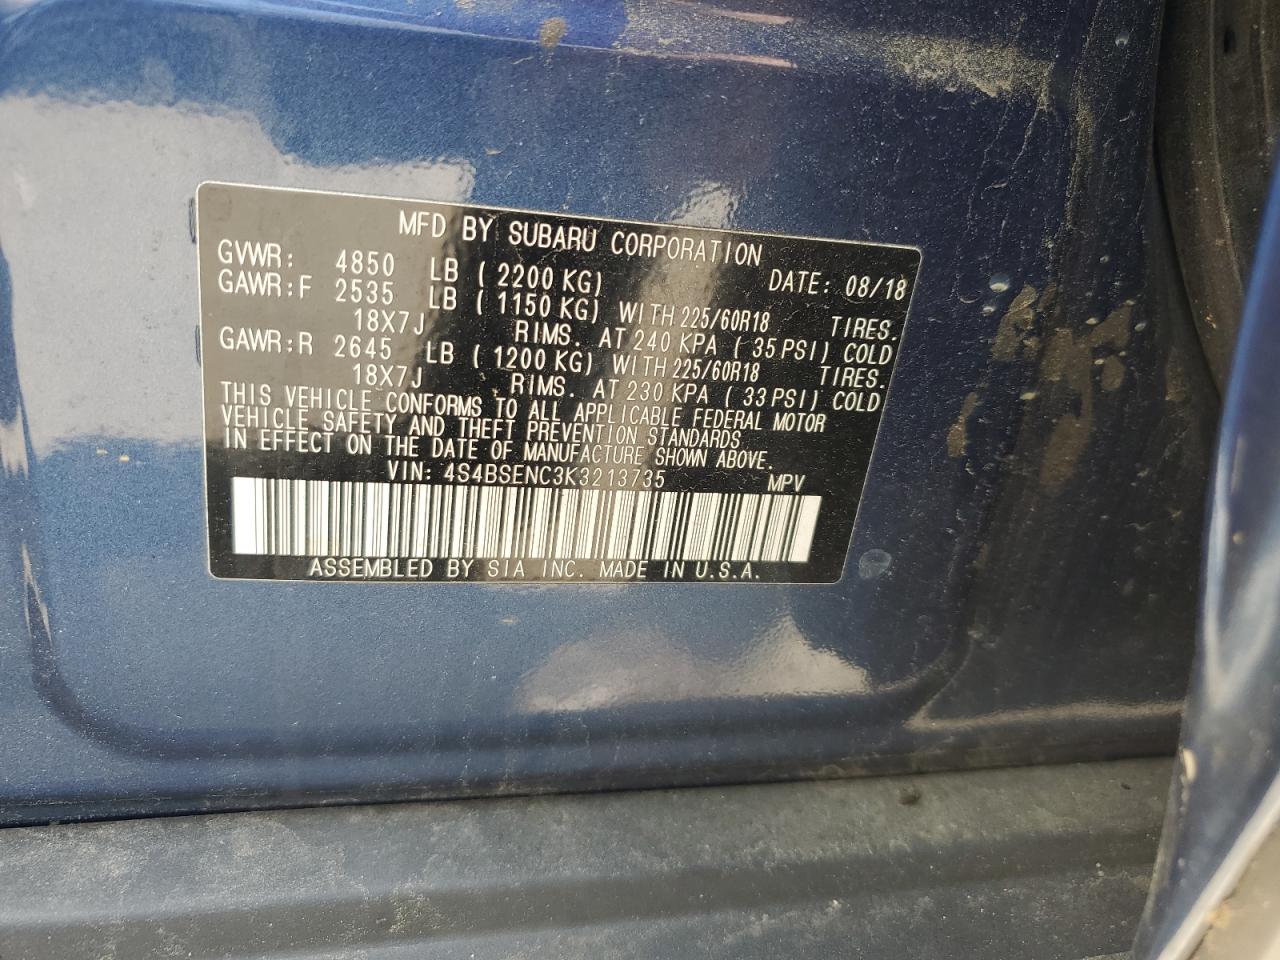 MFD BY SUBARU CORPORATION
GVWR: 4850 LB ( 2200 KG) DATE: 08/18
GAWR:F 2535 LB ( 1150 KG) WITH 225/60R18 TIRES.
18X7J RIMS. AT 240 KPA ( 35 PSI) COLD
GAWR:R 2645 LB ( 1200 KG) WITH 225/60R18 TIRES.
18X7J RIMS. AT 230 KPA ( 33 PSI) COLD
THIS VEHICLE CONFORMS TO ALL APPLICABLE FEDERAL MOTOR
VEHICLE SAFETY AND THEFT PREVENTION STANDARDS
IN EFFECT ON THE DATE OF MANUFACTURE SHOWN ABOVE.
VIN: 4S4BSENC3K3213735 MPV
ASSEMBLED BY SIA INC. MADE IN U.S.A.